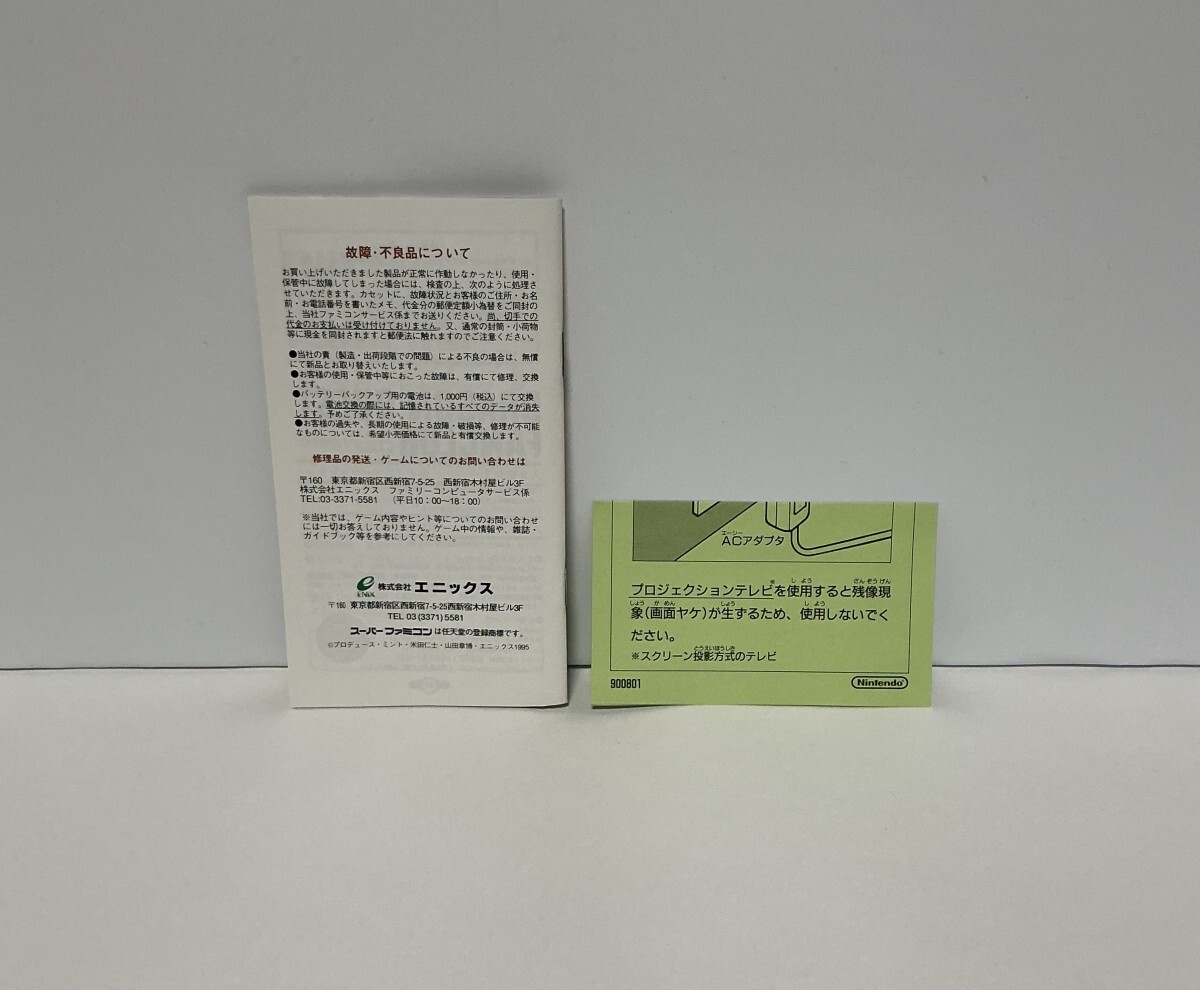 故障・不良品について
お買い上げいただきました製品が正常に作動しなかったり、使用・
保管中に故障してしまった場合には、検査の上、次のように処理さ
せていただきます。カセットに、故障状況とお客様のご住所・お名
前・お電話番号を書いたメモ、代金分の郵便定額小為替をご同封の
上、当社ファミコンサービス係までお送りください。尚、切手での
代金のお支払いは受け付けておりません。又、通常の封筒・小荷物
等に現金を同封されますと郵便法に触れますのでご注意ください。
●当社の責（製造・出荷段階での問題）による不良の場合は、無償
にて新品とお取り替えいたします。
●お客様の使用・保管中等におこった故障は、有償にて修理、交換
します。
●バッテリーバックアップ用の電池は、1,000円（税込）にて交換
します。電池交換の際には、記憶されているすべてのデータが消失
します。予めご了承ください。
●お客様の過失や、長期の使用による故障・破損等、修理が不可能
なものについては、希望小売価格にて新品と有償交換します。
修理品の発送・ゲームについてのお問い合わせは
〒160 東京都新宿区西新宿7-5-25 西新宿木村屋ビル3F
株式会社エニックス ファミリーコンピュータサービス係
TEL:03-3371-5581 （平日10：00〜18：00）
※当社では、ゲーム内容やヒント等についてのお問い合わせ
には一切お答えしておりません。ゲーム中の情報や、雑誌・
ガイドブック等を参考にしてください。
ENIX 株式会社 エニックス
〒160 東京都新宿区西新宿7-5-25西新宿木村屋ビル3F
TEL 03 (3371) 5581
スーパーファミコンは任天堂の登録商標です。
©プロデュース・ミント・米田仁士・山田章博・エニックス1995
エーシー
ACアダプタ
しよう ざんぞうげん
プロジェクションテレビ※を使用すると残像現
しょう がめん しょう しよう
象(画面ヤケ)が生ずるため、使用しないでく
ださい。
とうえいほうしき
※スクリーン投影方式のテレビ
900801
Nintendo